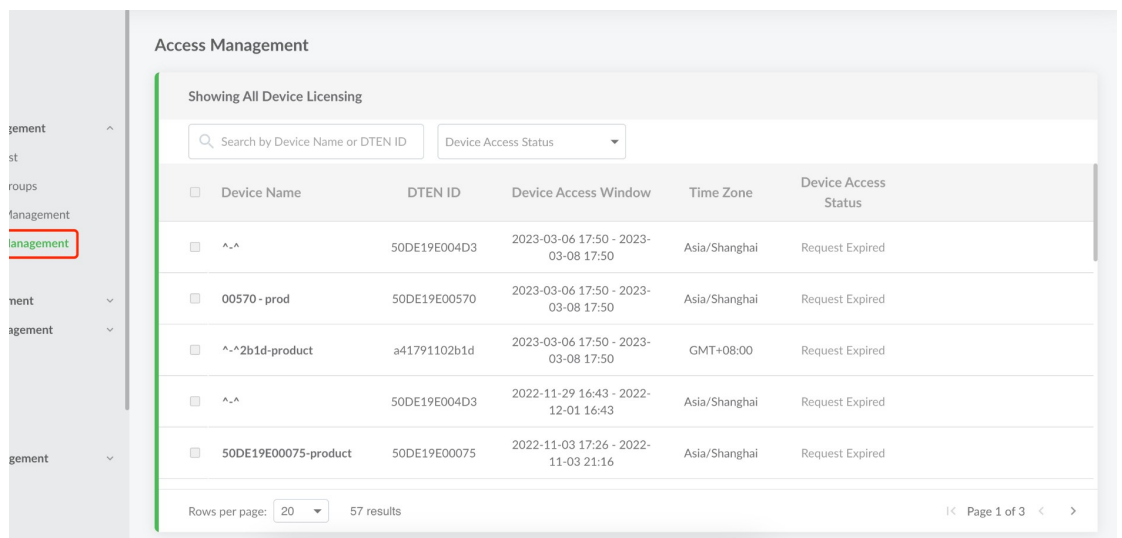 Access Management
Showing All Device Licensing
gement
st
roups
Management
anagement
ment
agement
gement
Search by Device Name or DTEN ID
Device Access Status
Device Name DTEN ID Device Access Window Time Zone Device Access
Status
^-^ 50DE19E004D3 2023-03-06 17:50 - 2023-
03-08 17:50 Asia/Shanghai Request Expired
00570 - prod 50DE19E00570 2023-03-06 17:50 - 2023-
03-08 17:50 Asia/Shanghai Request Expired
^-^2b1d-product a41791102b1d 2023-03-06 17:50 - 2023-
03-08 17:50 GMT+08:00 Request Expired
^-^ 50DE19E004D3 2022-11-29 16:43 - 2022-
12-01 16:43 Asia/Shanghai Request Expired
50DE19E00075-product 50DE19E00075 2022-11-03 17:26 - 2022-
11-03 21:16 Asia/Shanghai Request Expired
Rows per page: 20 57 results Page 1 of 3